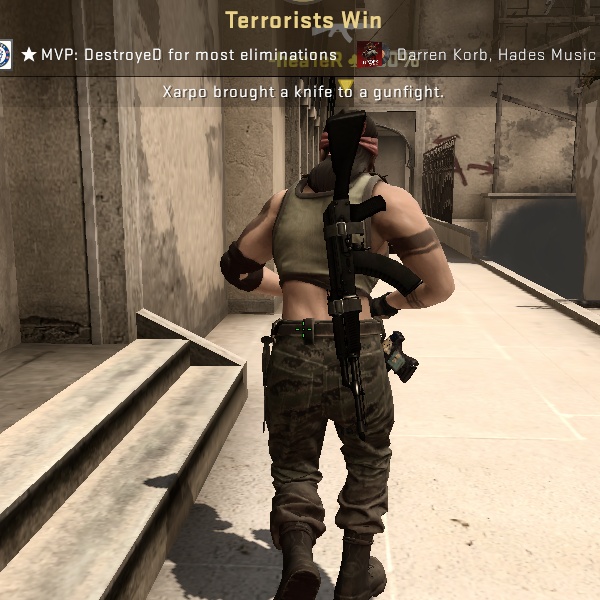 Terrorists Win
★ MVP: DestroyeD for most eliminations Darren Korb, Hades Music
Xarpo brought a knife to a gunfight.